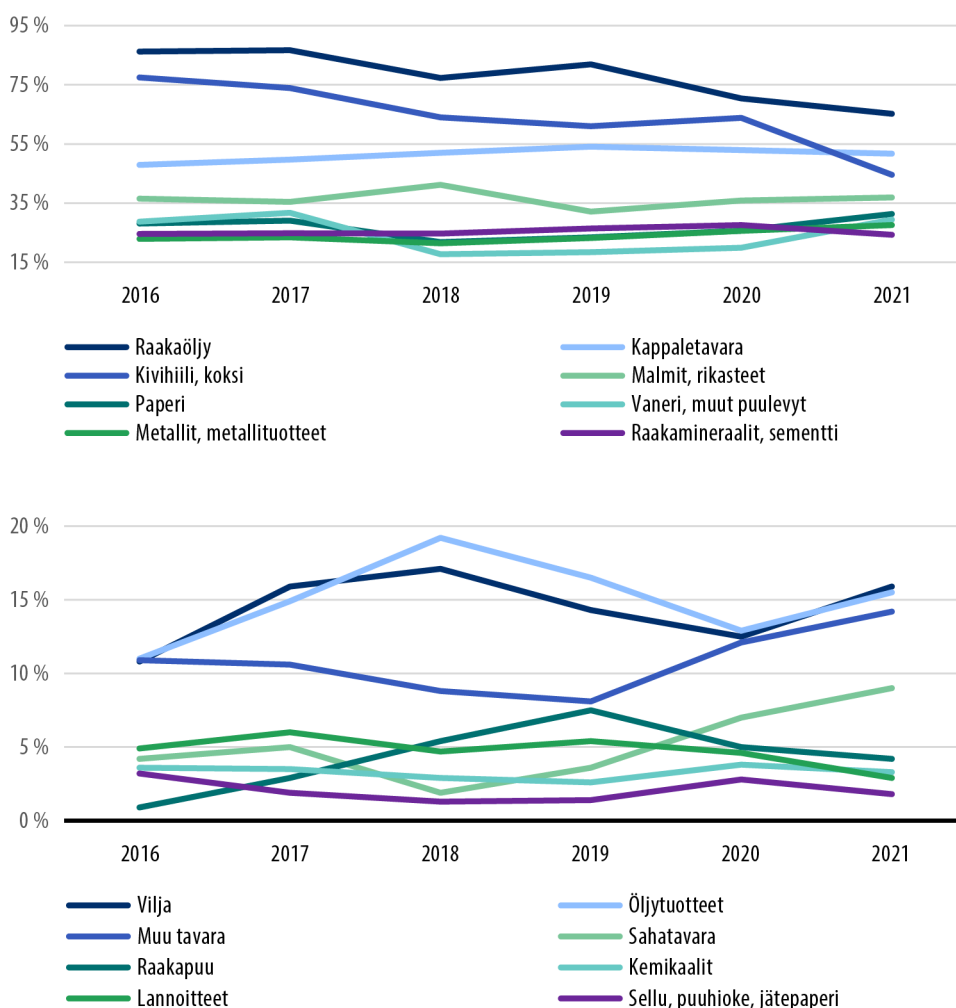 95 %
75 %
55 %
35 %
15 %
2016 2017 2018 2019 2020 2021
Raakaöljy Kappaletavara
Kivihiili, koksi Malmit, rikasteet
Paperi Vaneri, muut puulevyt
Metallit, metallituotteet Raakamineraalit, sementti
20 %
15 %
10 %
5 %
0 %
2016 2017 2018 2019 2020 2021
Vilja Öljytuotteet
Muu tavara Sahatavara
Raakapuu Kemikaalit
Lannoitteet Sellu, puuhioke, jätepaperi